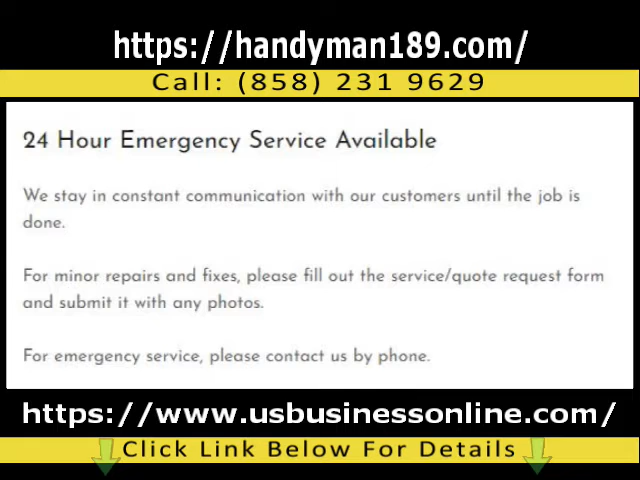 https://handyman189.com/
Call: (858) 231 9629
24 Hour Emergency Service Available
We stay in constant communication with our customers until the job is
done.
For minor repairs and fixes, please fill out the service/quote request form
and submit it with any photos.
For emergency service, please contact us by phone.
https://www.usbusinessonline.com/
Click Link Below For Details